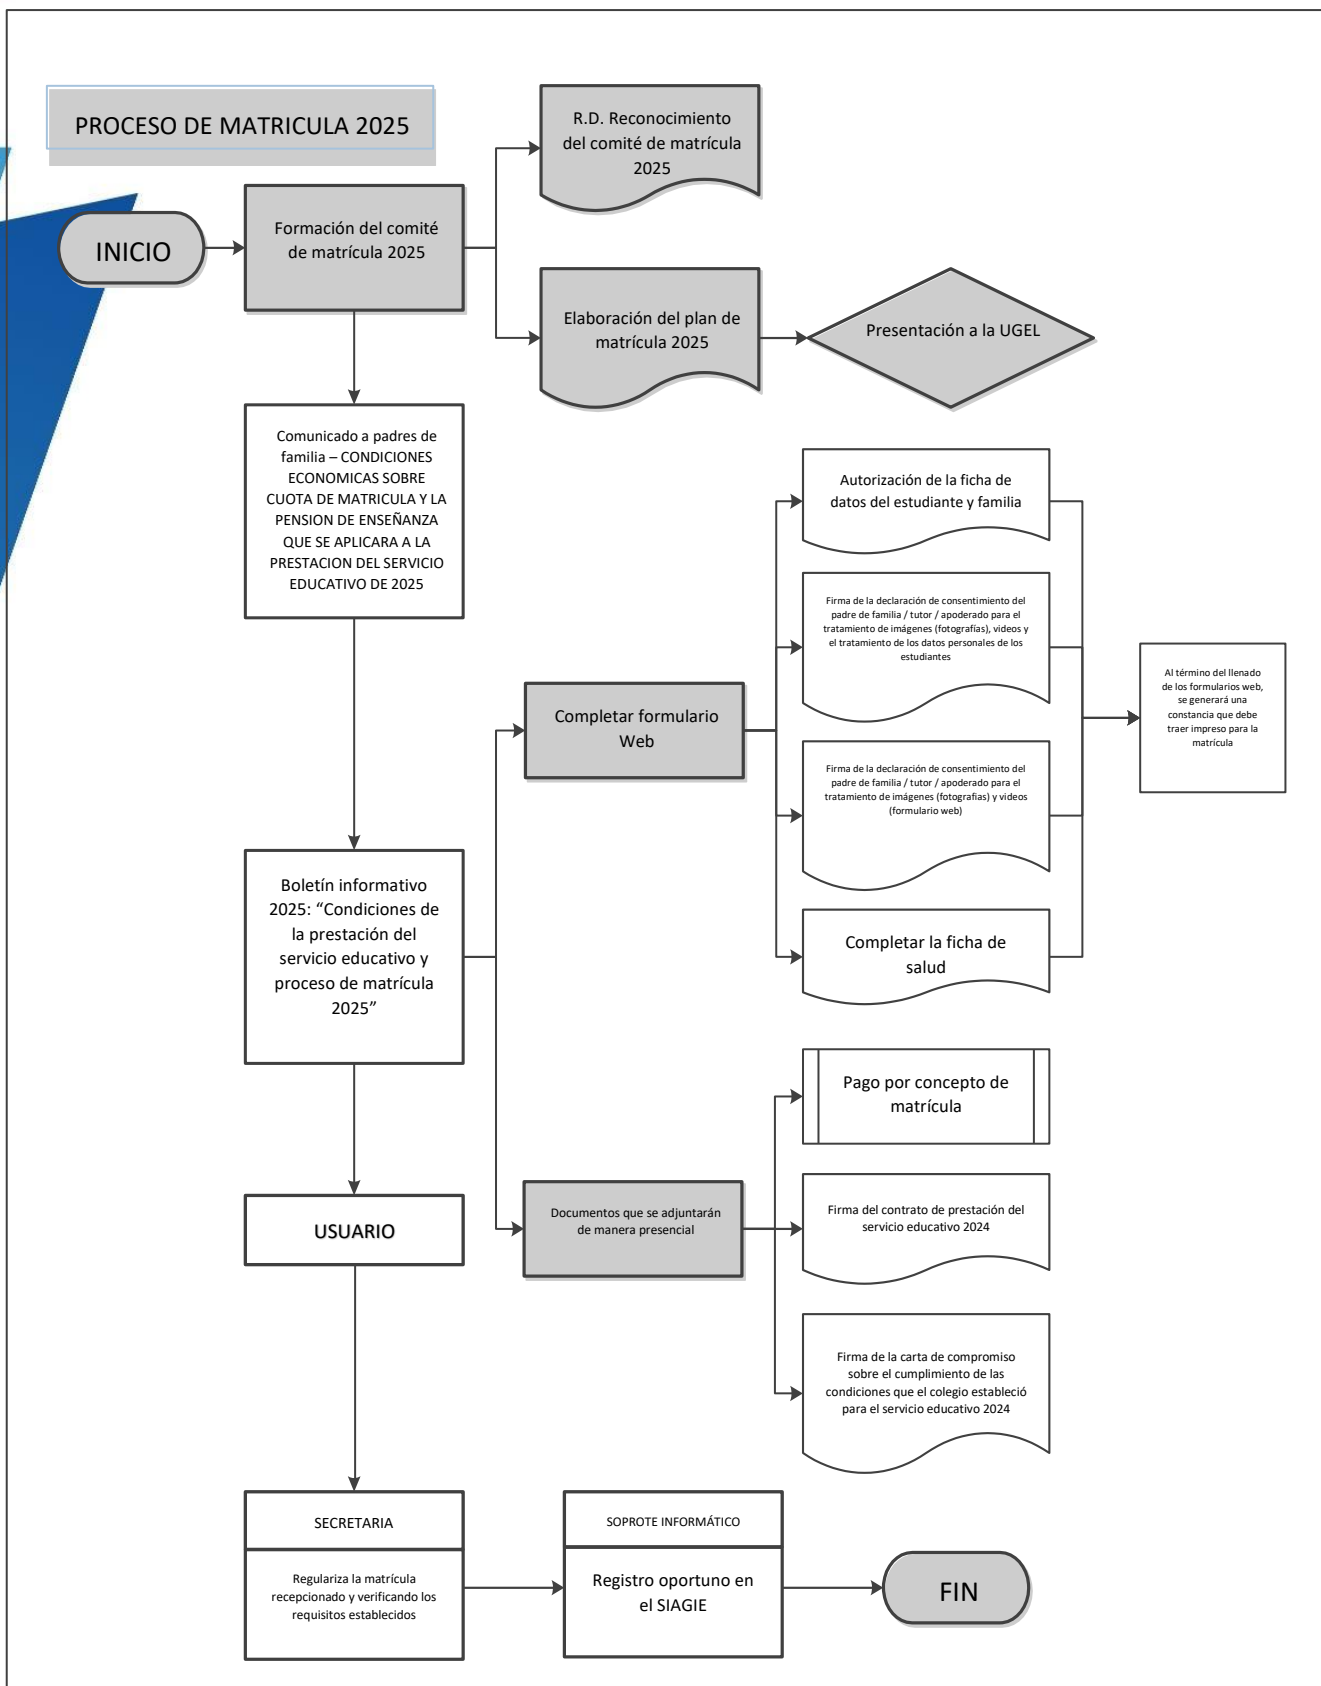 PROCESO DE MATRICULA 2025
R.D. Reconocimiento
del comité de matrícula
2025
INICIO
Formación del comité
de matrícula 2025
Elaboración del plan de
matrícula 2025
Presentación a la UGEL
Comunicado a padres de
familia – CONDICIONES
ECONOMICAS SOBRE
CUOTA DE MATRICULA Y LA
PENSION DE ENSEÑANZA
QUE SE APLICARA A LA
PRESTACION DEL SERVICIO
EDUCATIVO DE 2025
Autorización de la ficha de
datos del estudiante y familia
Firma de la declaración de consentimiento del
padre de familia / tutor / apoderado para el
tratamiento de imágenes (fotografías), videos y
el tratamiento de los datos personales de los
estudiantes
Completar formulario
Web
Al término del llenado
de los formularios web,
se generará una
constancia que debe
traer impreso para la
matrícula
Firma de la declaración de consentimiento del
padre de familia / tutor / apoderado para el
tratamiento de imágenes (fotografias) y videos
(formulario web)
Boletín informativo
2025: “Condiciones de
la prestación del
servicio educativo y
proceso de matrícula
2025”
Completar la ficha de
salud
Pago por concepto de
matrícula
USUARIO
Documentos que se adjuntarán
de manera presencial
Firma del contrato de prestación del
servicio educativo 2024
Firma de la carta de compromiso
sobre el cumplimiento de las
condiciones que el colegio estableció
para el servicio educativo 2024
SECRETARIA
Regulariza la matrícula
recepcionado y verificando los
requisitos establecidos
SOPROTE INFORMÁTICO
Registro oportuno en
el SIAGIE
FIN